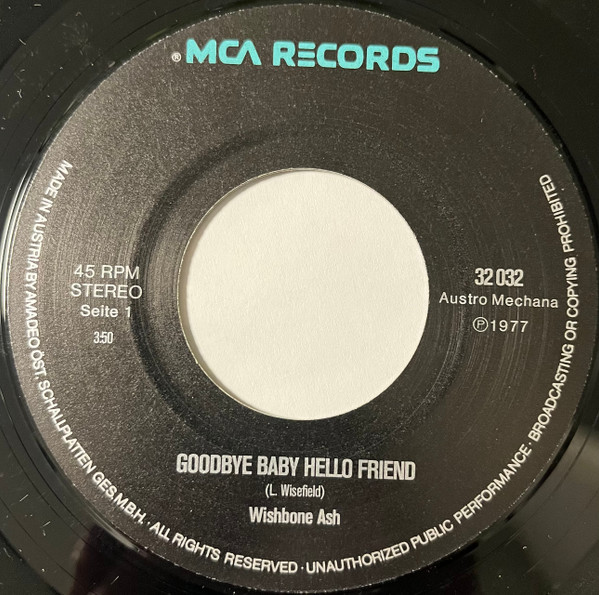 ® MCA RECORDS
45 RPM
STEREO
Seite 1
3:50
32 032
Austro Mechana
Ⓟ 1977
GOODBYE BABY HELLO FRIEND
(L. Wisefield)
Wishbone Ash
MADE IN AUSTRIA BY AMADEO ÖST. SCHALLPLATTEN GES.M.B.H. · ALL RIGHTS RESERVED · UNAUTHORIZED PUBLIC PERFORMANCE · BROADCASTING OR COPYING PROHIBITED